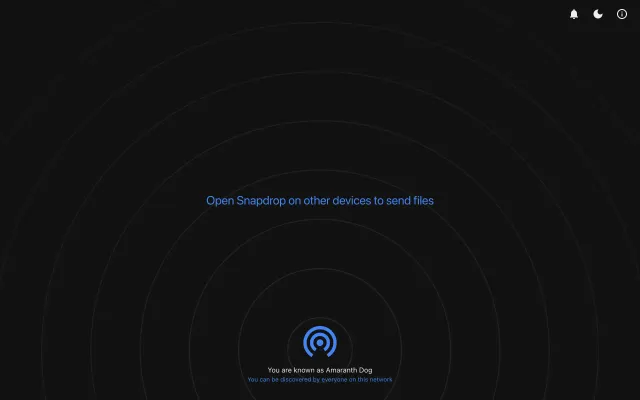 Open Snapdrop on other devices to send files
You are known as Amaranth Dog
You can be discovered by everyone on this network